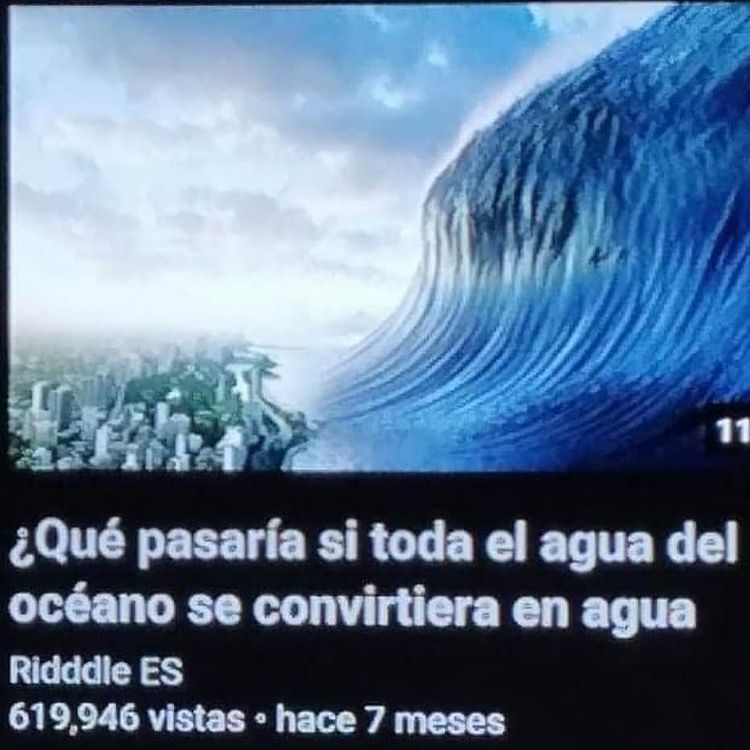 11
¿Qué pasaría si toda el agua del
océano se convirtiera en agua
Ridddle ES
619,946 vistas • hace 7 meses